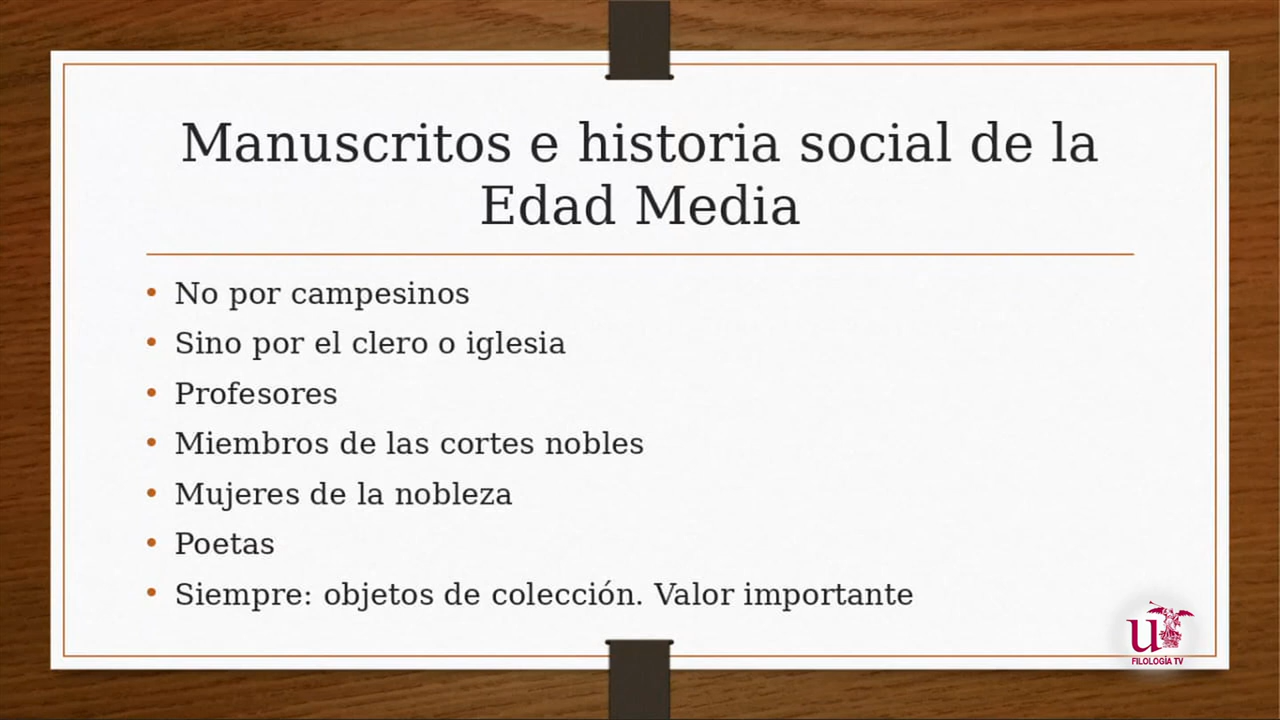 Manuscritos e historia social de la
Edad Media
• No por campesinos
• Sino por el clero o iglesia
• Profesores
• Miembros de las cortes nobles
• Mujeres de la nobleza
• Poetas
• Siempre: objetos de colección. Valor importante
u
FILOLOGÍA TV